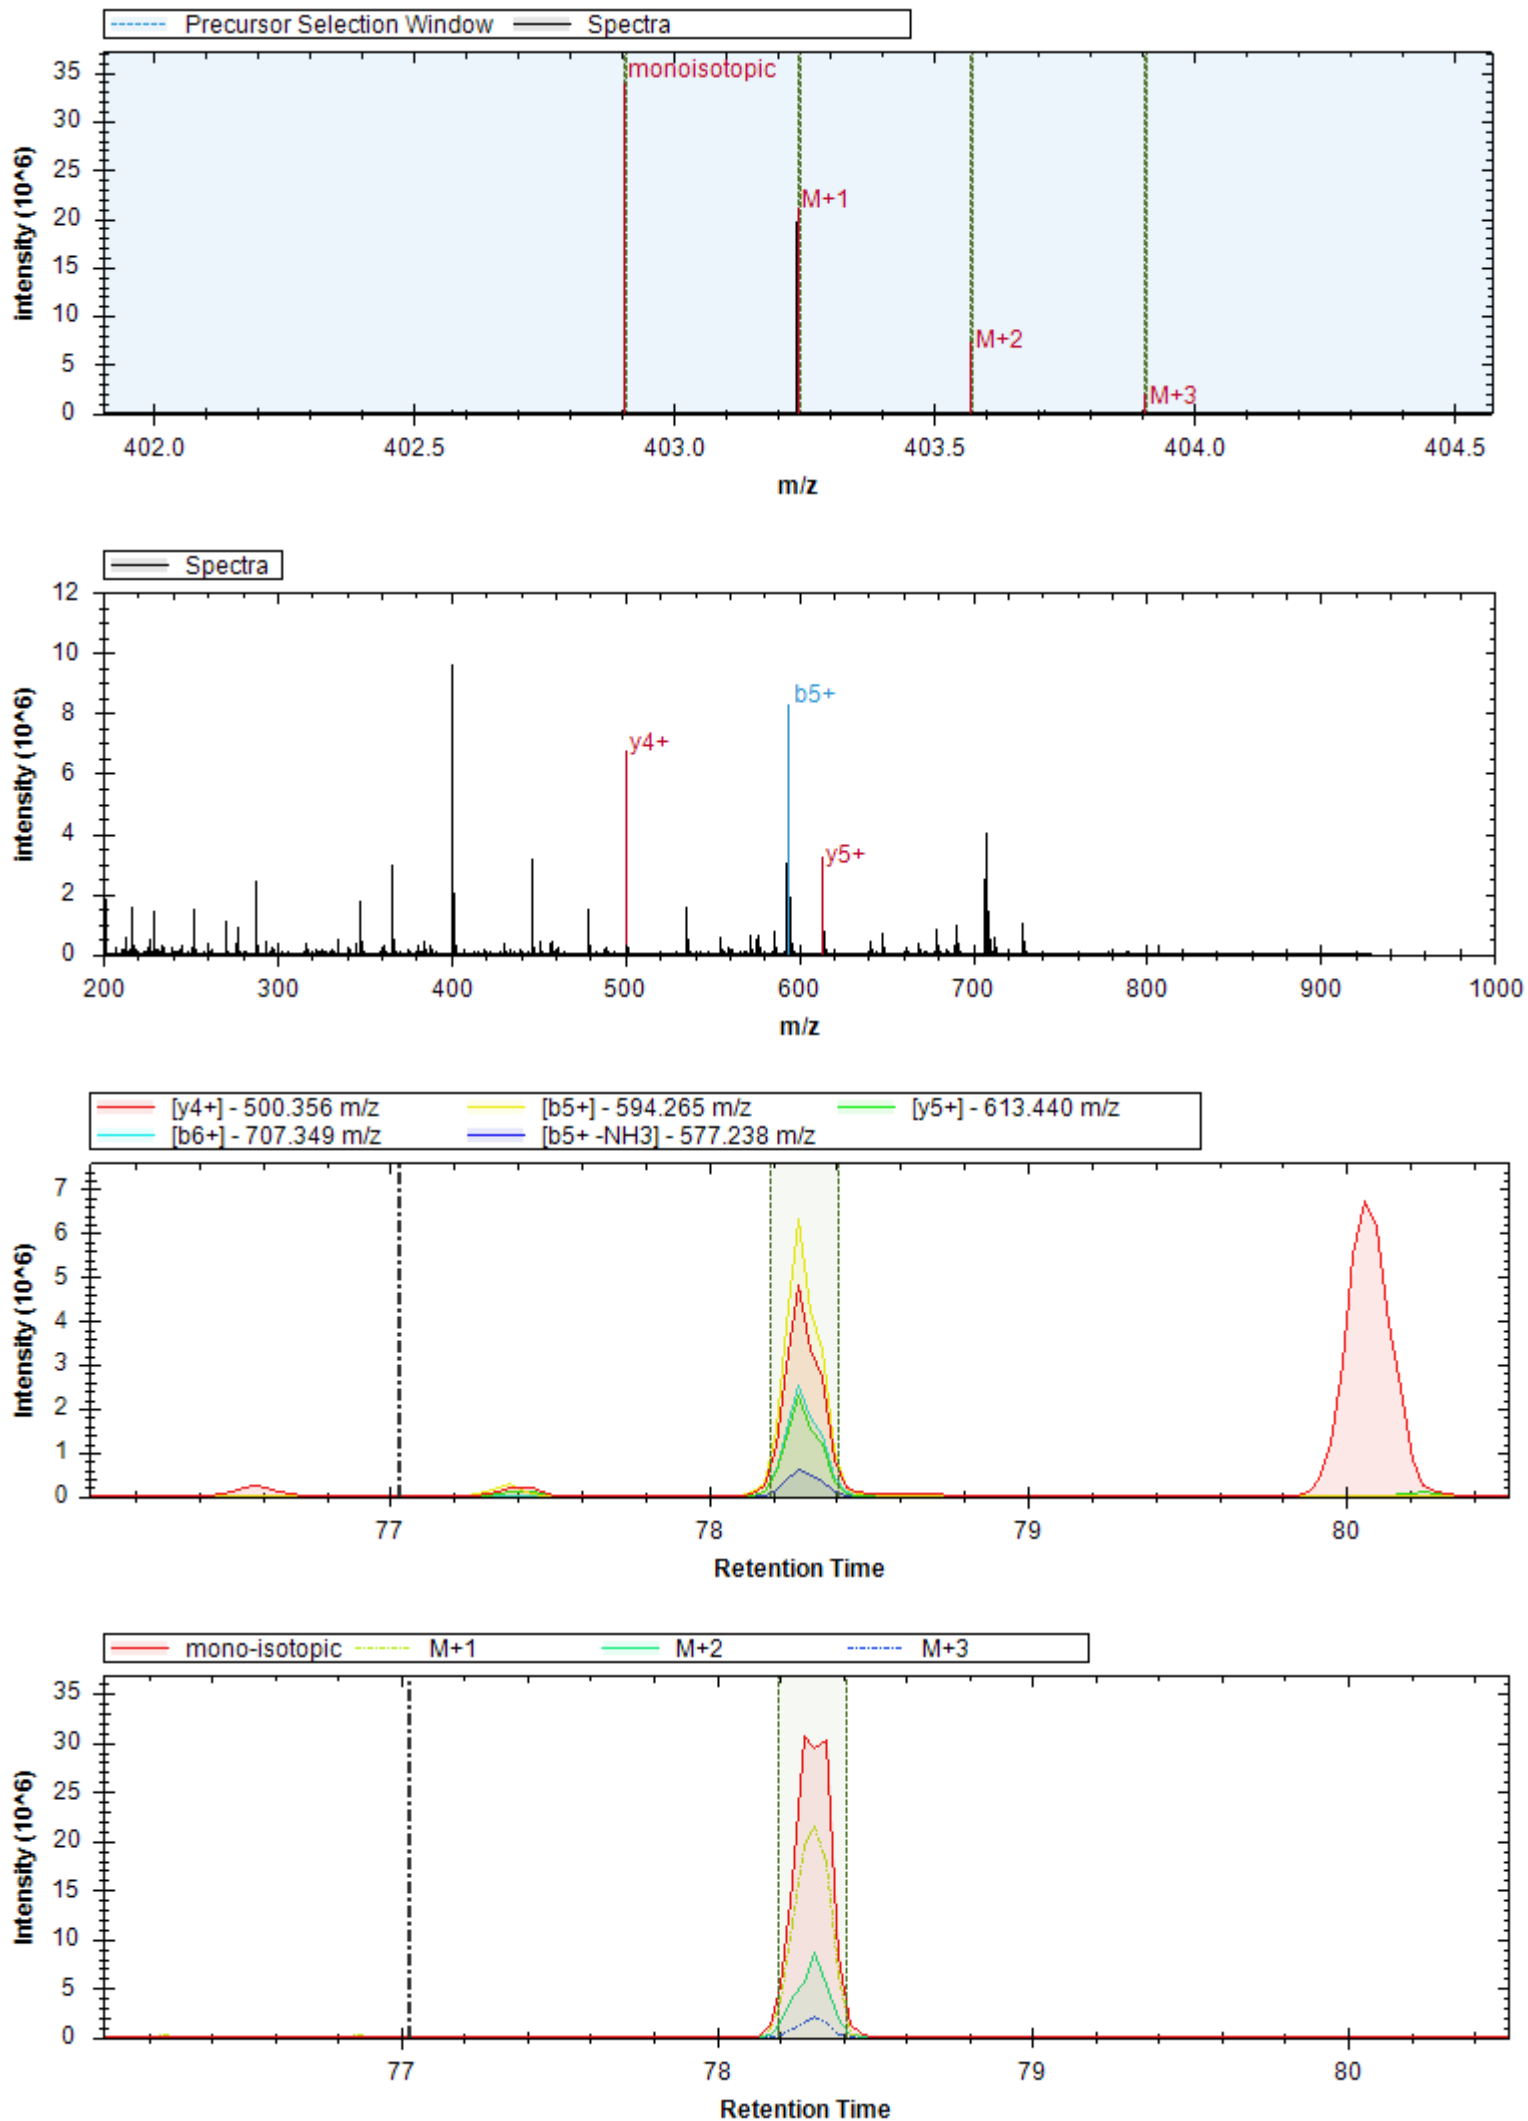 Precursor Selection Window Spectra
35
30
25
20
15
10
5
0
intensity (10^6)
monoisotopic
M+1
M+2
M+3
402.0 402.5 403.0 403.5 404.0 404.5
m/z
Spectra
12
10
8
6
4
2
0
intensity (10^6)
b5+
y4+
y5+
200 300 400 500 600 700 800 900 1000
m/z
[y4+] - 500.356 m/z [b5+] - 594.265 m/z [y5+] - 613.440 m/z
[b6+] - 707.349 m/z [b5+ -NH3] - 577.238 m/z
7
6
5
4
3
2
1
0
Intensity (10^6)
77 78 79 80
Retention Time
mono-isotopic M+1 M+2 M+3
35
30
25
20
15
10
5
0
Intensity (10^6)
77 78 79 80
Retention Time